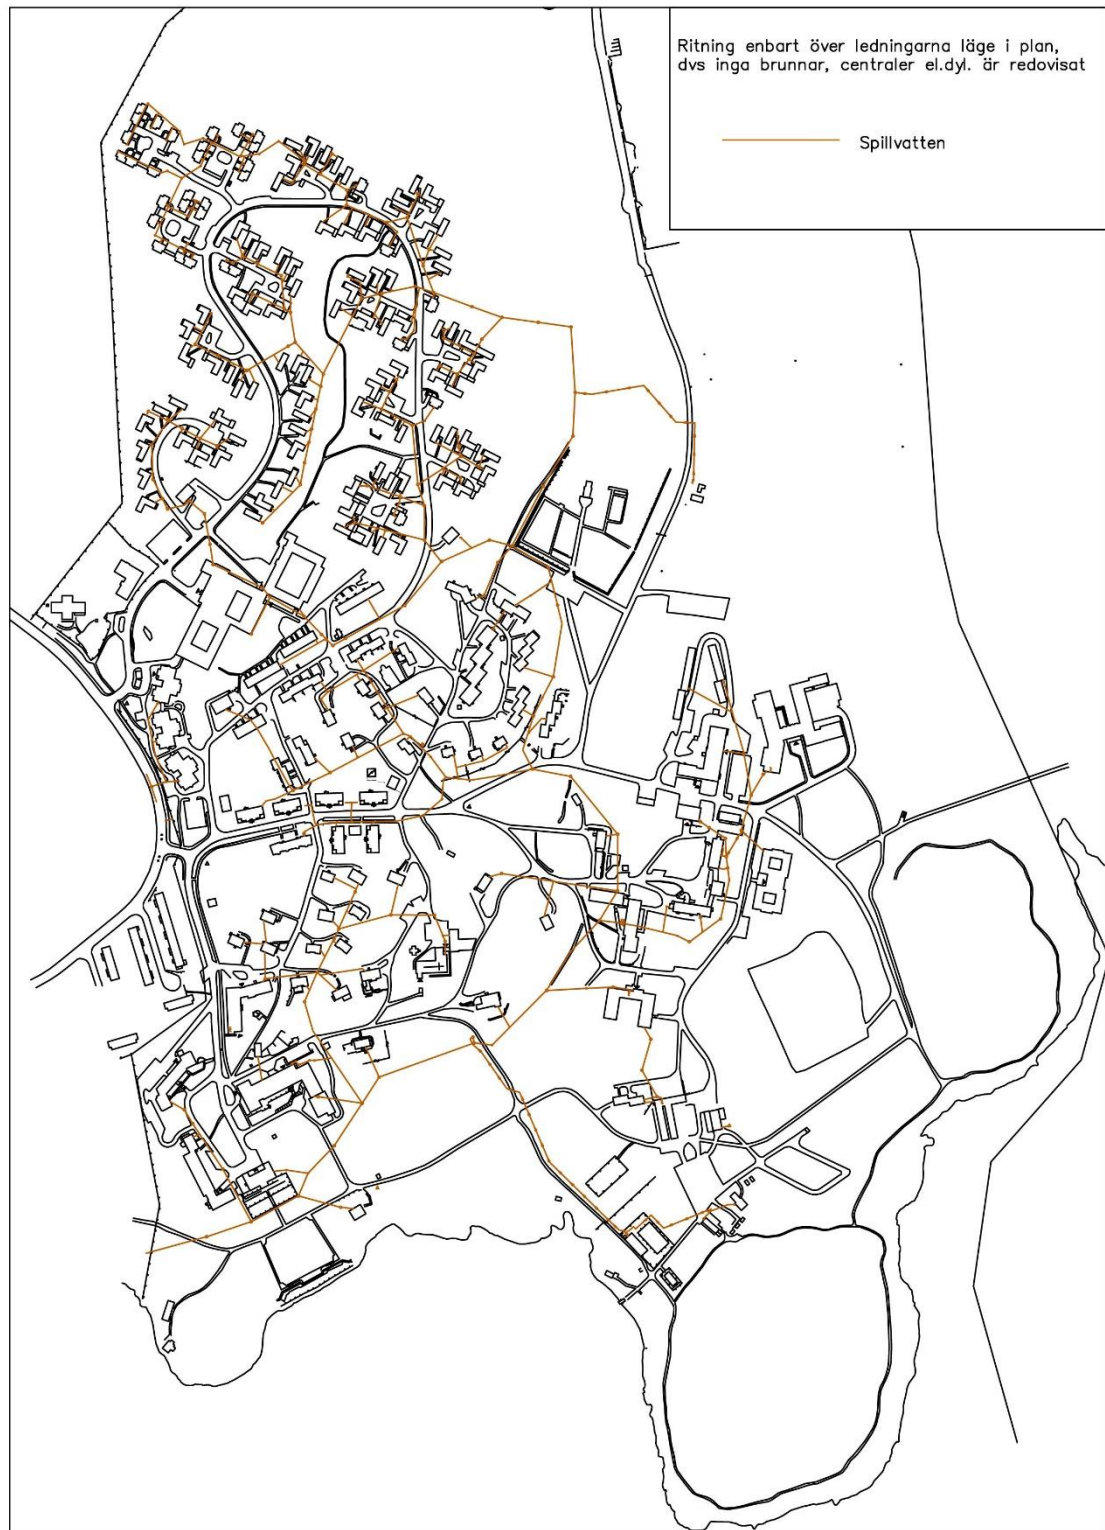 Ritning enbart över ledningarna läge i plan,
dvs inga brunnar, centraler el.dyl. är redovisat
Spillvatten